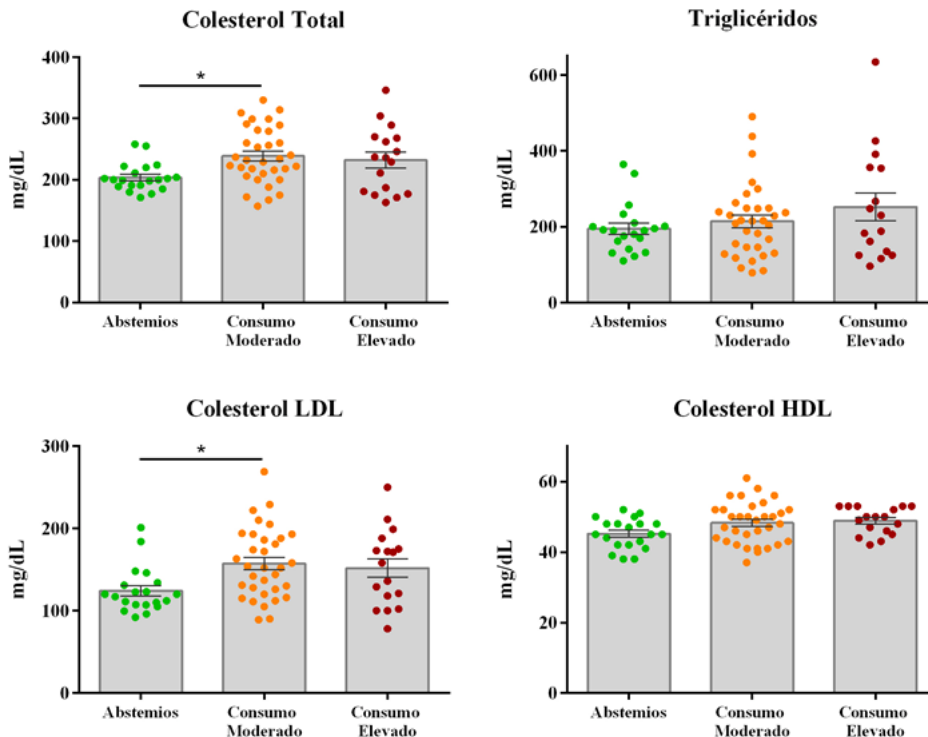 Colesterol Total
mg/dL
400
300
200
100
0
*
Abstemios
Consumo
Moderado
Consumo
Elevado
Triglicéridos
mg/dL
600
400
200
0
Abstemios
Consumo
Moderado
Consumo
Elevado
Colesterol LDL
mg/dL
300
200
100
0
*
Abstemios
Consumo
Moderado
Consumo
Elevado
Colesterol HDL
mg/dL
60
40
20
0
Abstemios
Consumo
Moderado
Consumo
Elevado